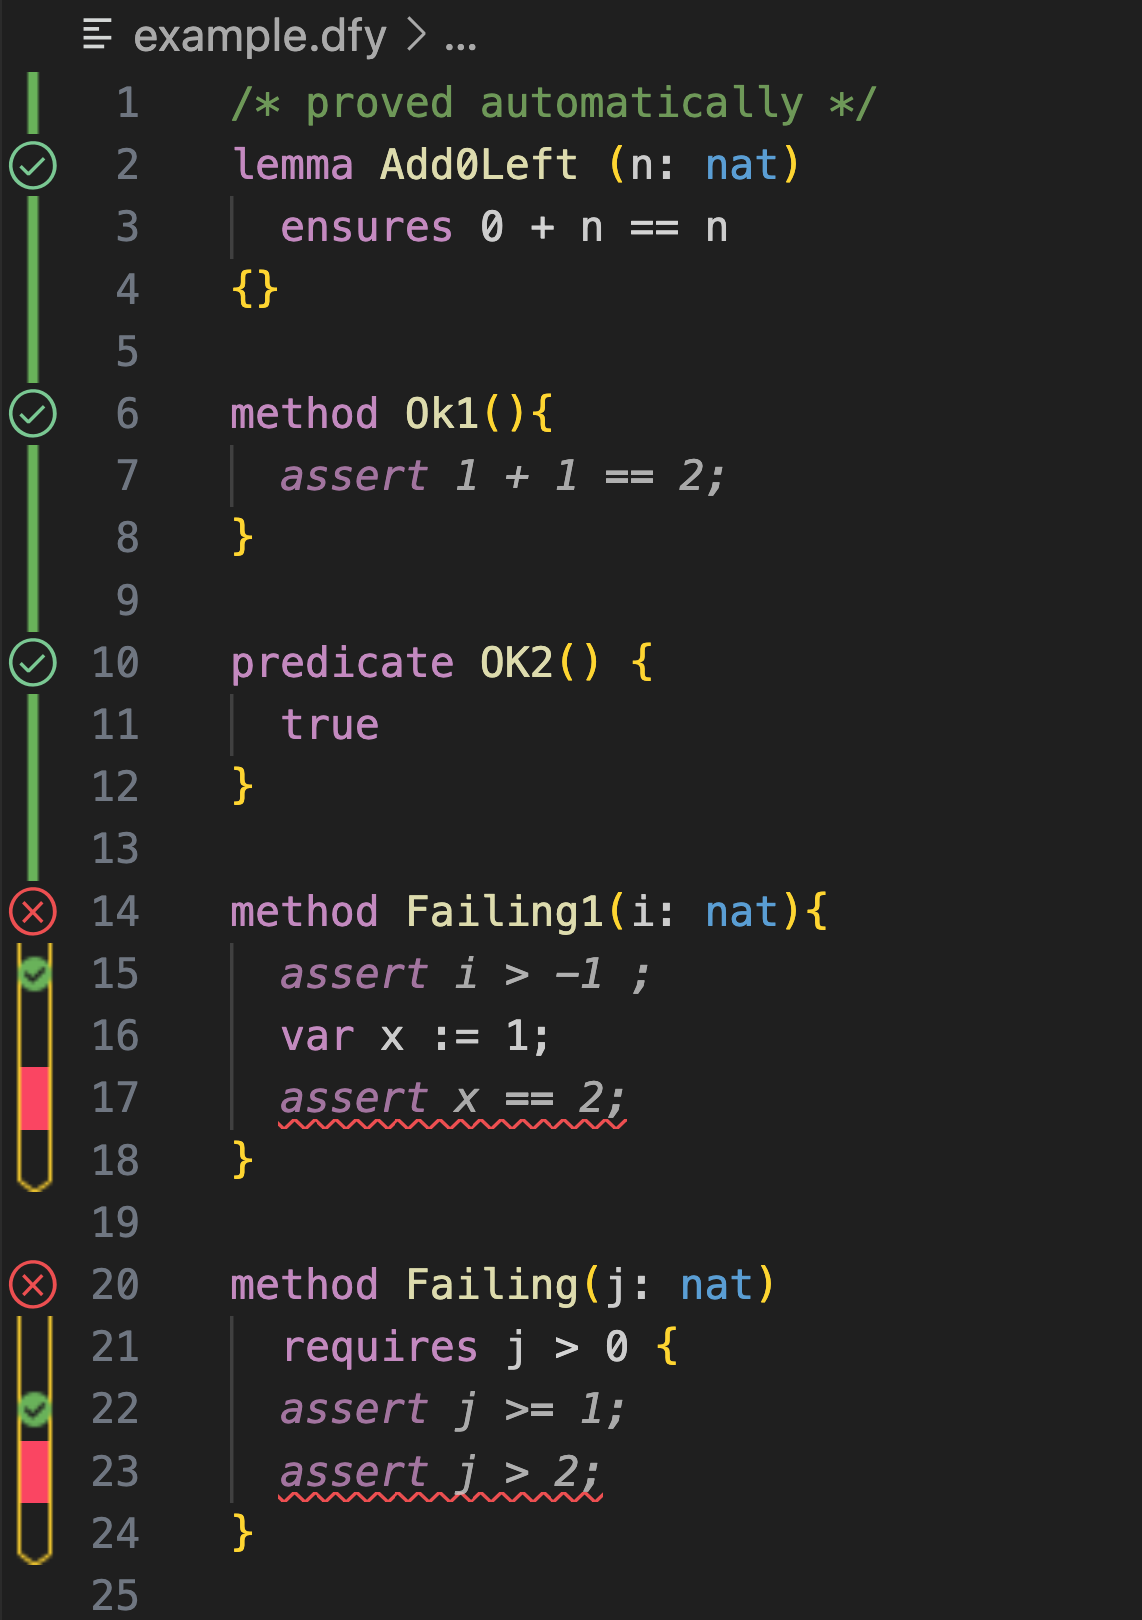 example.dfy > ...
1 /* proved automatically */
2 lemma Add0Left (n: nat)
3 ensures 0 + n == n
4 {}
5
6 method Ok1(){
7 assert 1 + 1 == 2;
8 }
9
10 predicate OK2() {
11 true
12 }
13
14 method Failing1(i: nat){
15 assert i > -1 ;
16 var x := 1;
17 assert x == 2;
18 }
19
20 method Failing(j: nat)
21 requires j > 0 {
22 assert j >= 1;
23 assert j > 2;
24 }
25